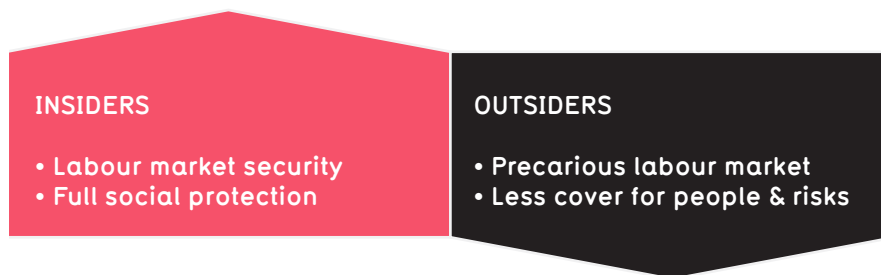 INSIDERS
• Labour market security
• Full social protection
OUTSIDERS
• Precarious labour market
• Less cover for people & risks